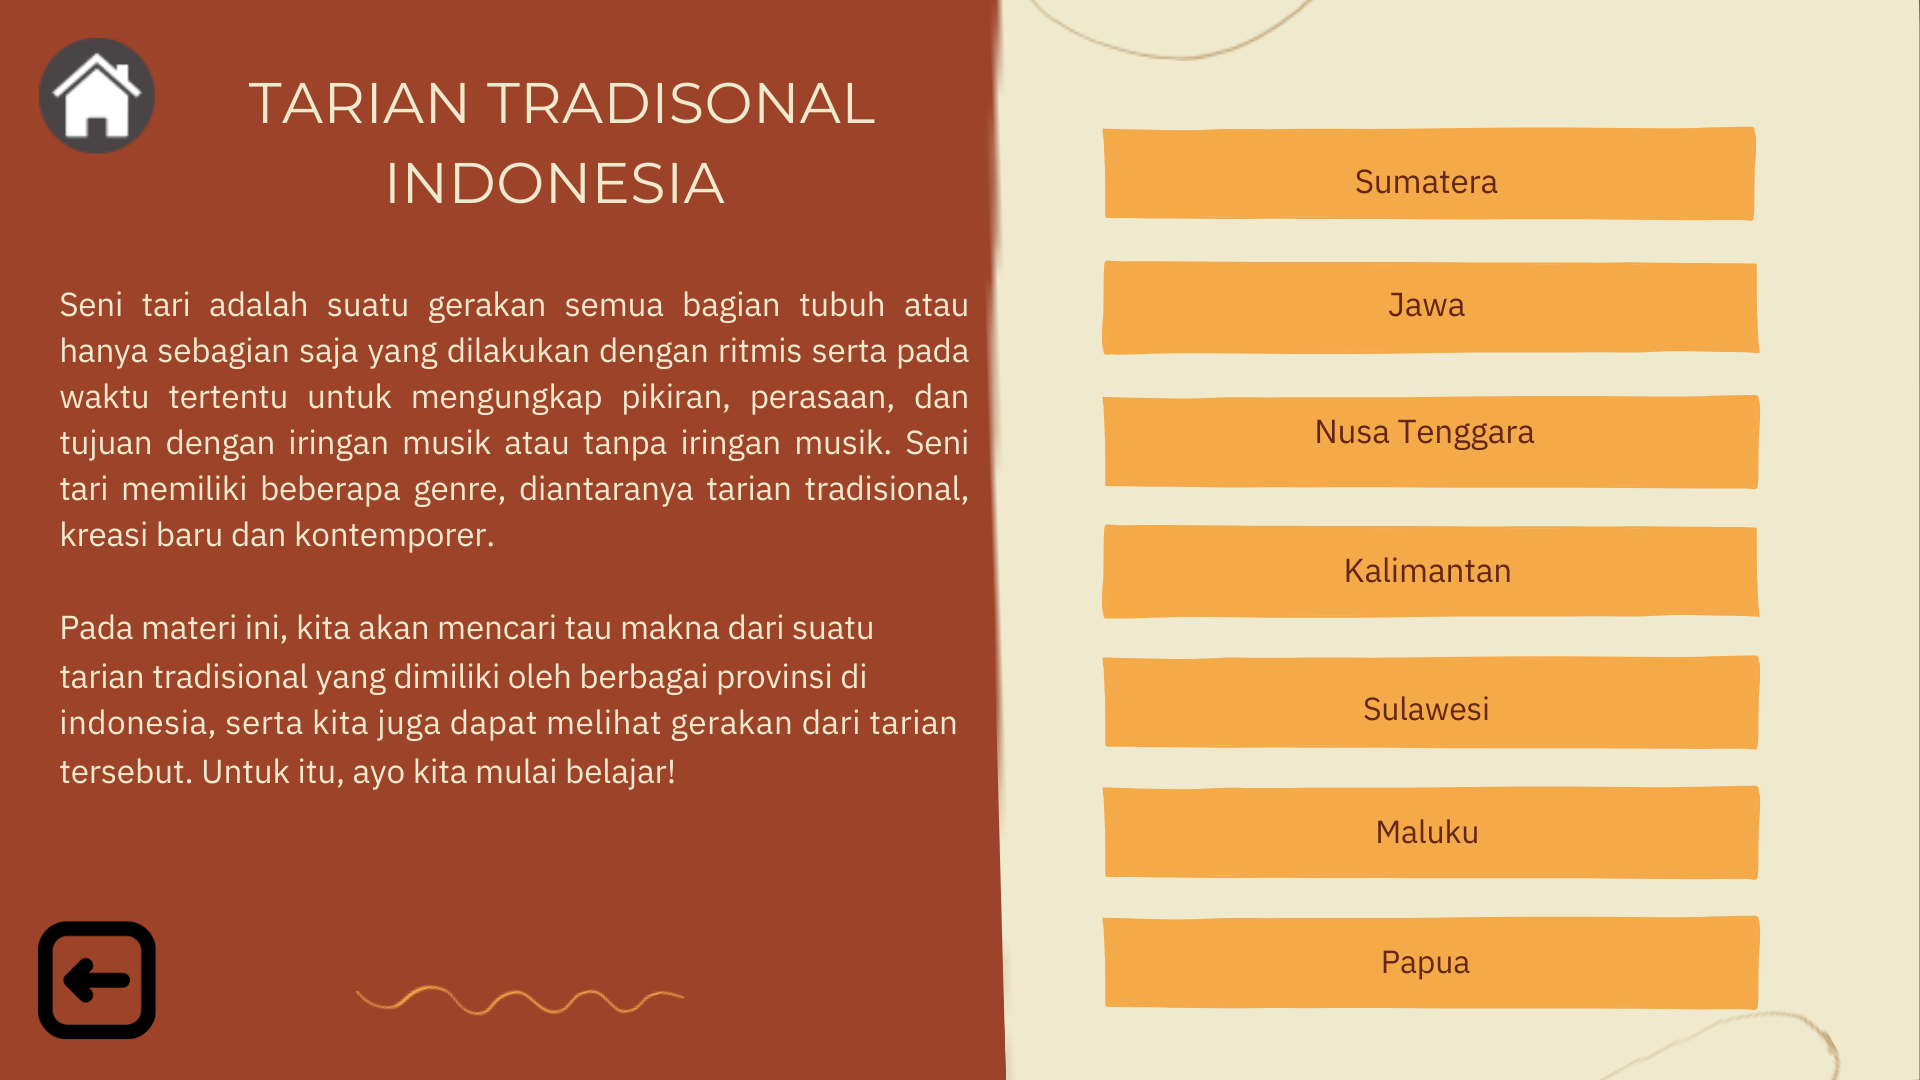 TARIAN TRADISONAL
INDONESIA
Seni tari adalah suatu gerakan semua bagian tubuh atau
hanya sebagian saja yang dilakukan dengan ritmis serta pada
waktu tertentu untuk mengungkap pikiran, perasaan, dan
tujuan dengan iringan musik atau tanpa iringan musik. Seni
tari memiliki beberapa genre, diantaranya tarian tradisional,
kreasi baru dan kontemporer.
Pada materi ini, kita akan mencari tau makna dari suatu
tarian tradisional yang dimiliki oleh berbagai provinsi di
indonesia, serta kita juga dapat melihat gerakan dari tarian
tersebut. Untuk itu, ayo kita mulai belajar!
Sumatera
Jawa
Nusa Tenggara
Kalimantan
Sulawesi
Maluku
Papua